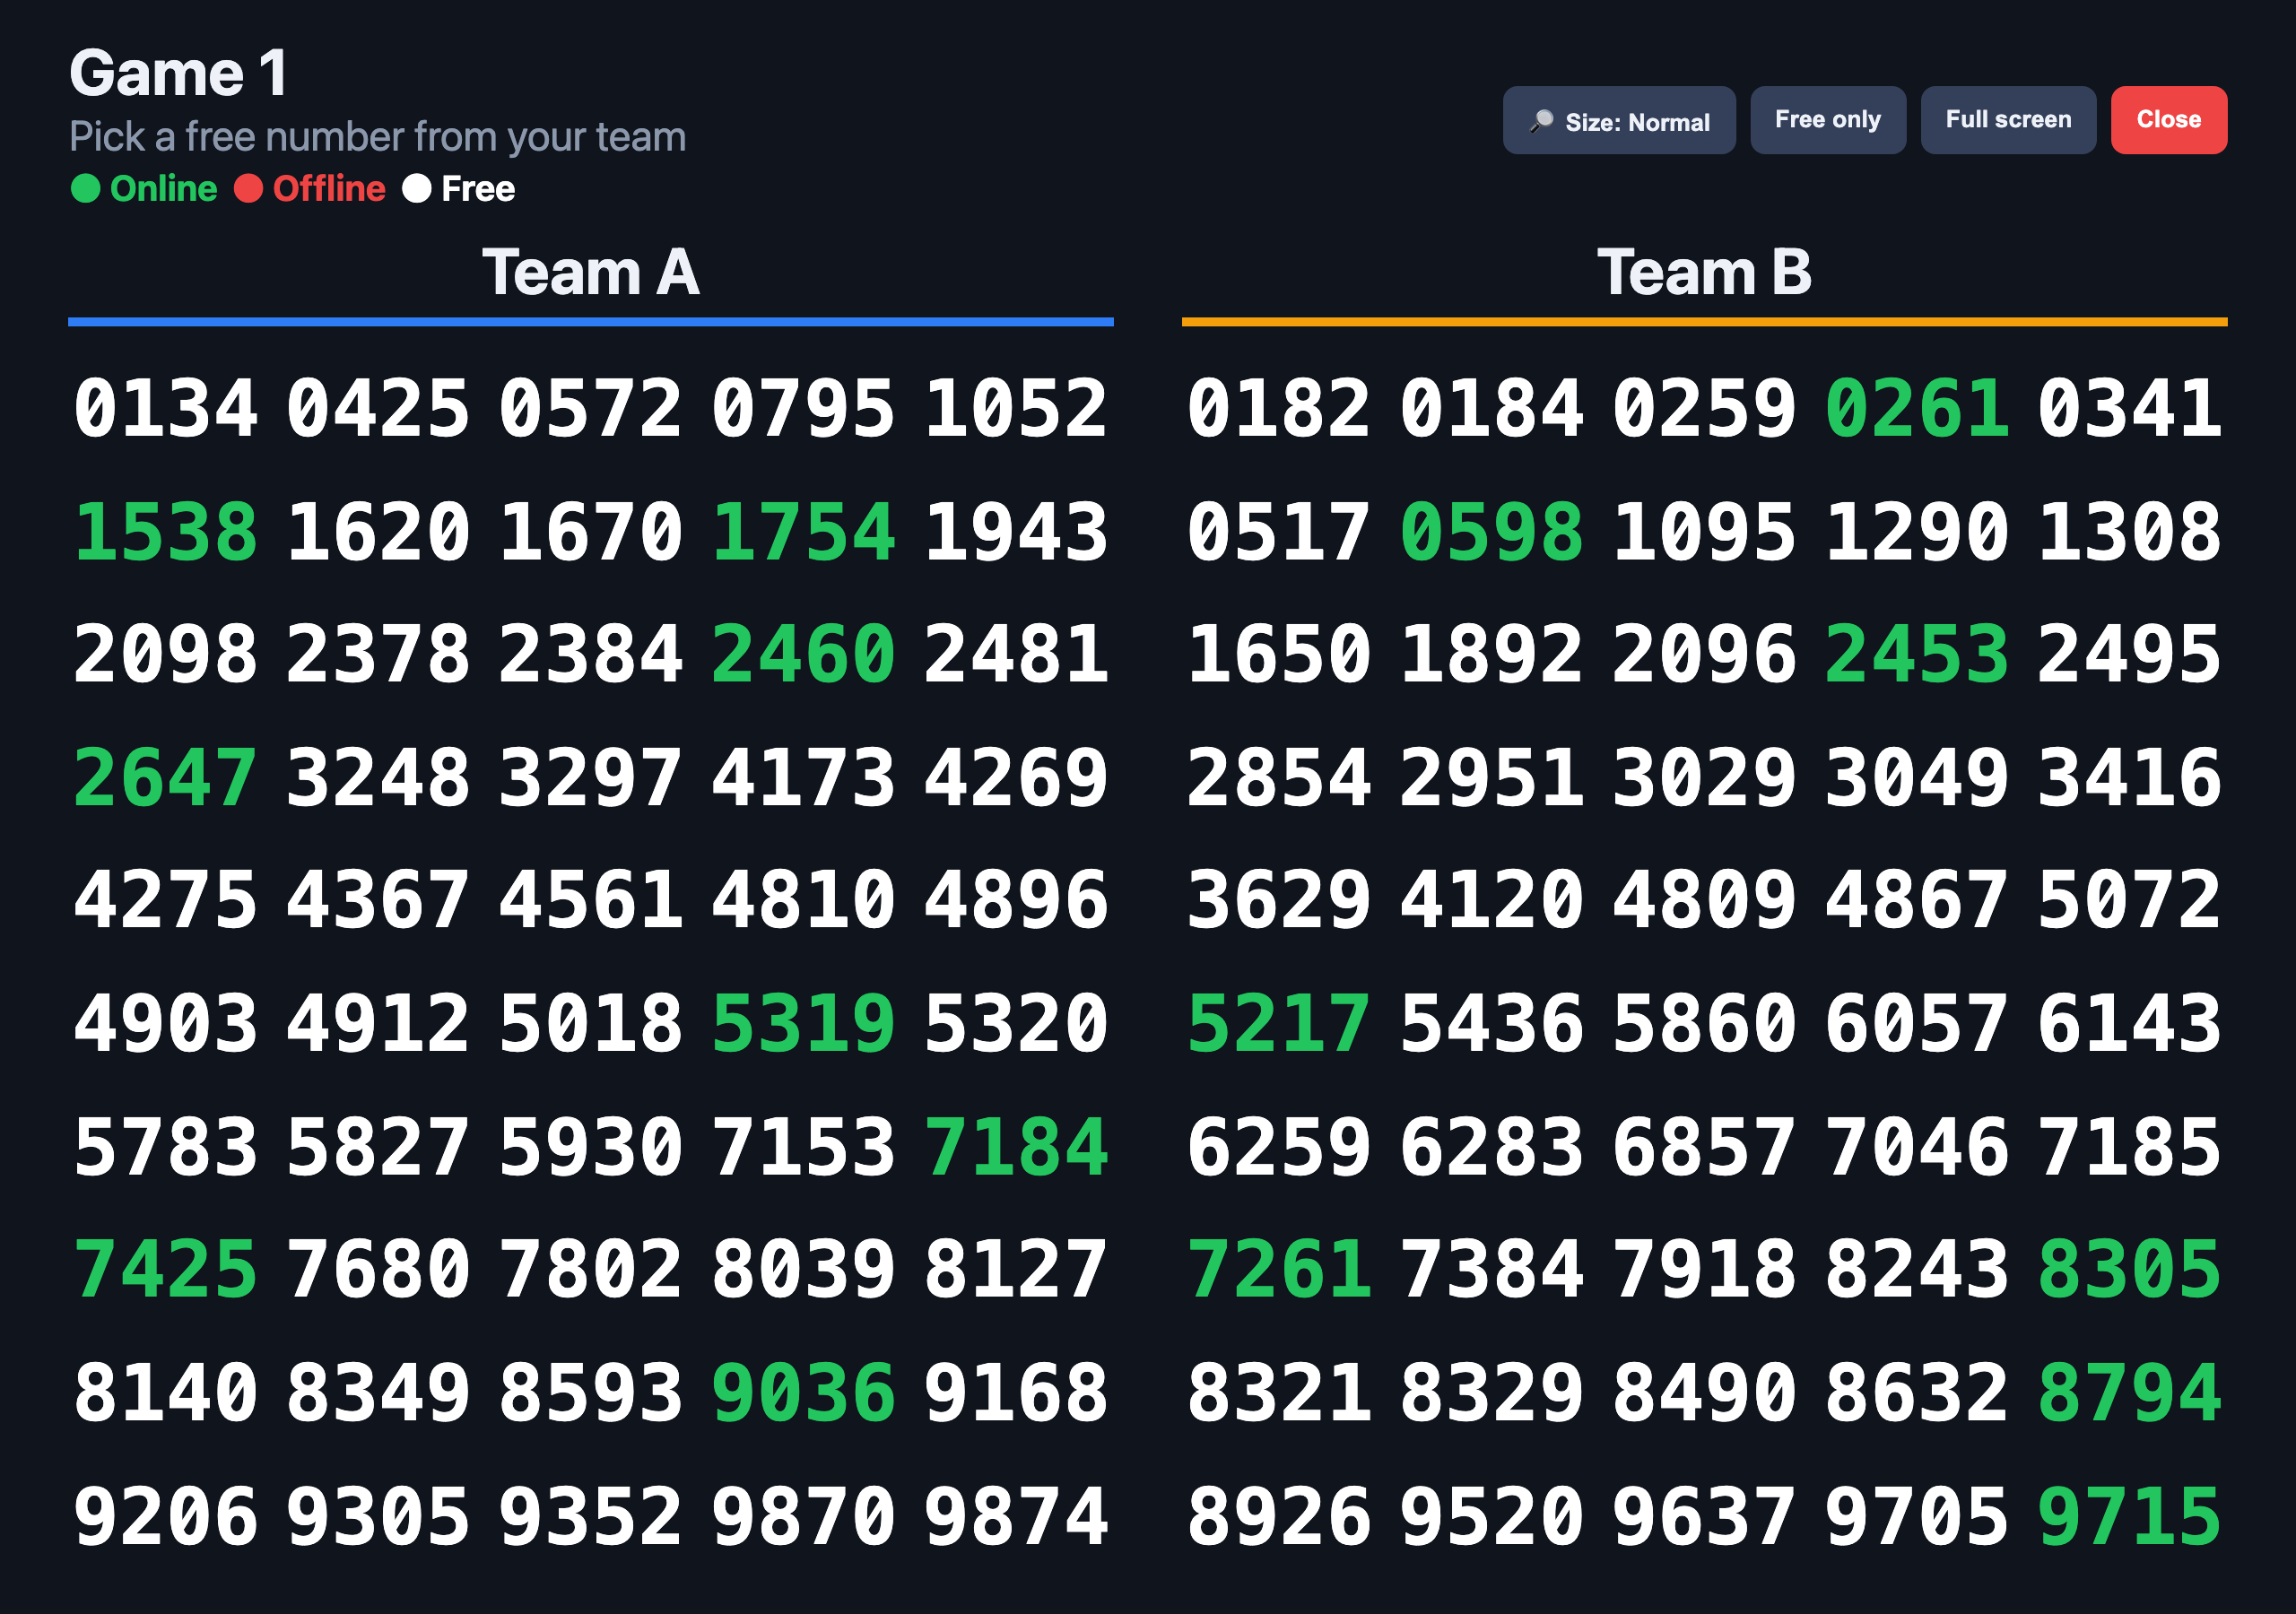 Game 1
Pick a free number from your team
Online Offline Free
🔎 Size: Normal Free only Full screen Close
Team A
0134 0425 0572 0795 1052
1538 1620 1670 1754 1943
2098 2378 2384 2460 2481
2647 3248 3297 4173 4269
4275 4367 4561 4810 4896
4903 4912 5018 5319 5320
5783 5827 5930 7153 7184
7425 7680 7802 8039 8127
8140 8349 8593 9036 9168
9206 9305 9352 9870 9874
Team B
0182 0184 0259 0261 0341
0517 0598 1095 1290 1308
1650 1892 2096 2453 2495
2854 2951 3029 3049 3416
3629 4120 4809 4867 5072
5217 5436 5860 6057 6143
6259 6283 6857 7046 7185
7261 7384 7918 8243 8305
8321 8329 8490 8632 8794
8926 9520 9637 9705 9715